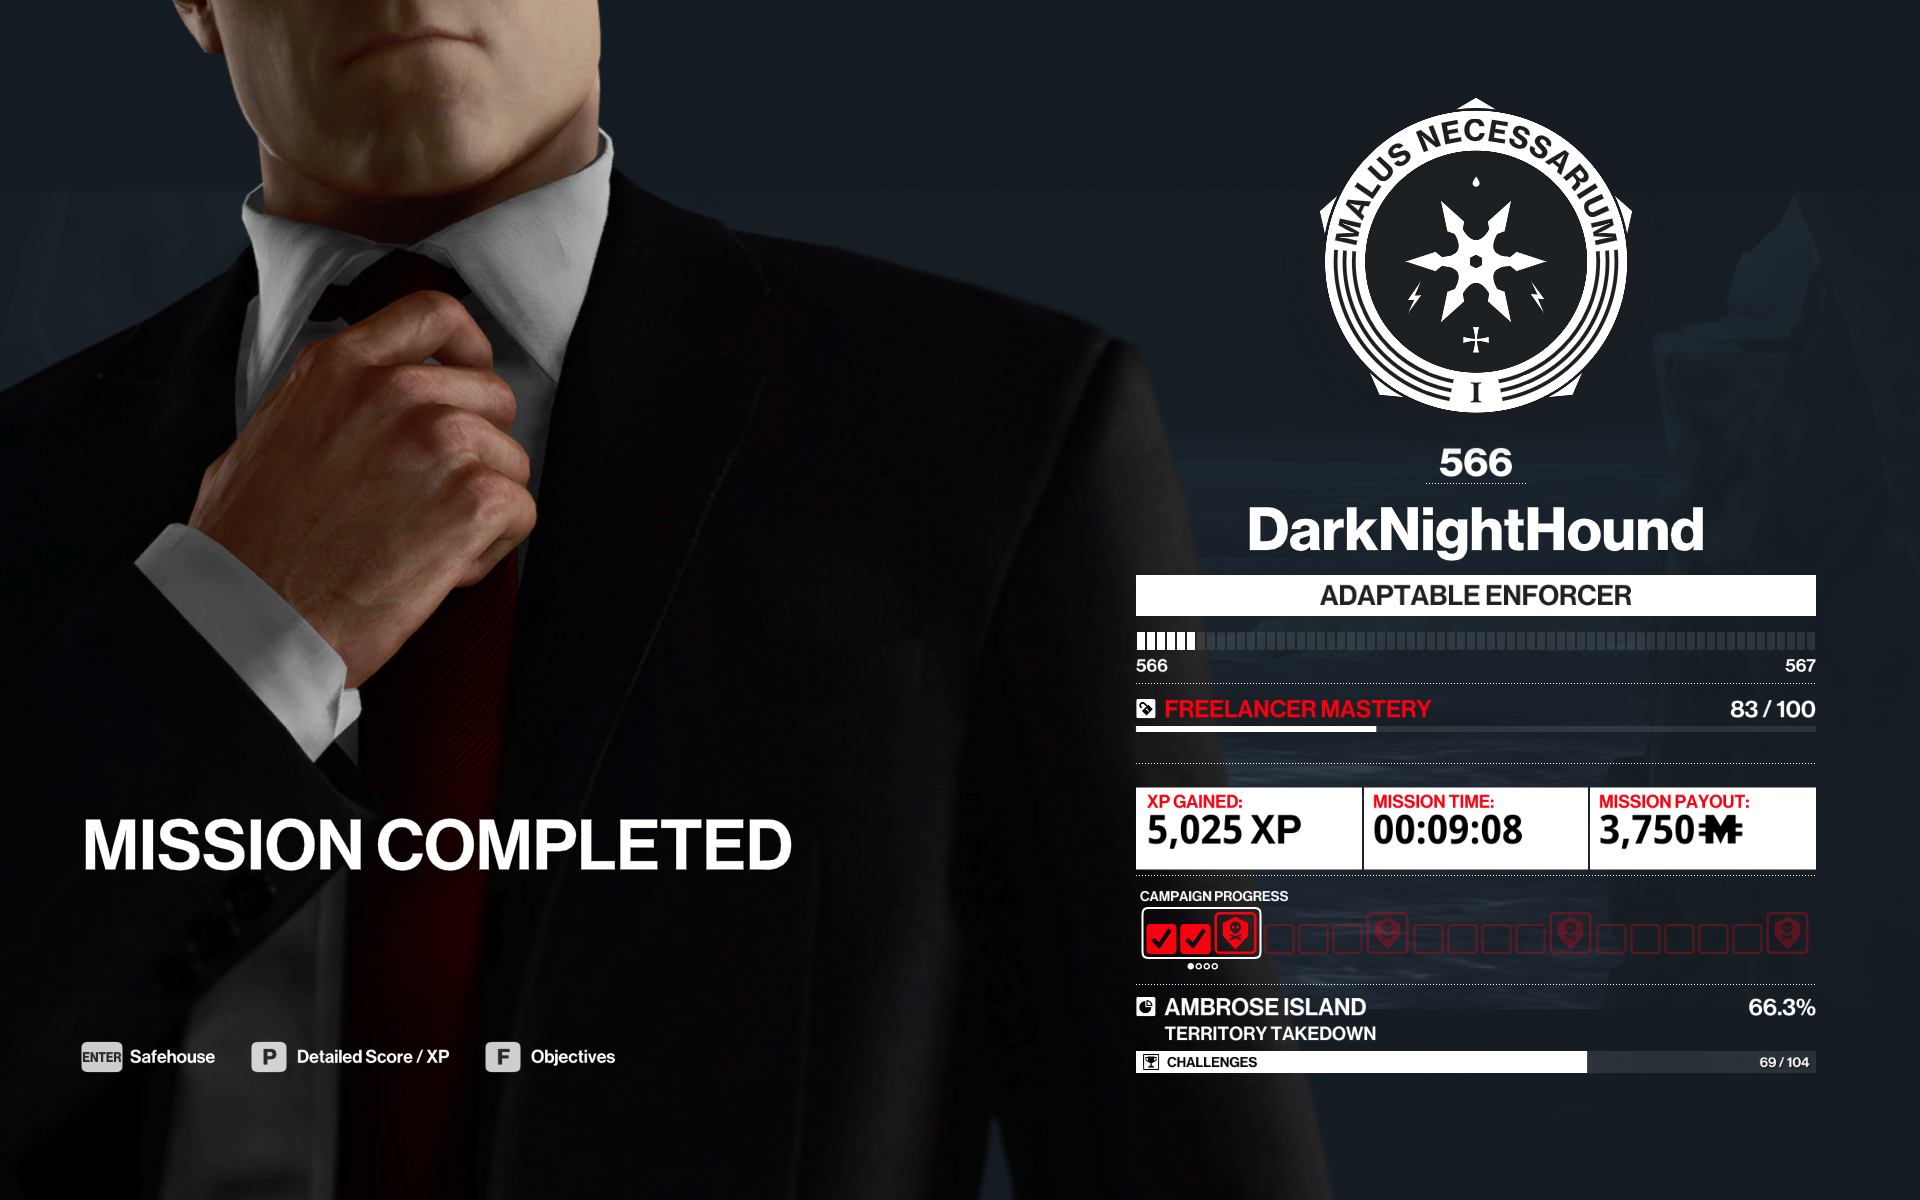 MALUS NECESSARIUM
I
566
DarkNightHound
ADAPTABLE ENFORCER
566 567
FREELANCER MASTERY 83 / 100
XP GAINED: MISSION TIME: MISSION PAYOUT:
5,025 XP 00:09:08 3,750
MISSION COMPLETED
CAMPAIGN PROGRESS
AMBROSE ISLAND 66.3%
TERRITORY TAKEDOWN
CHALLENGES 69 / 104
ENTER Safehouse P Detailed Score / XP F Objectives